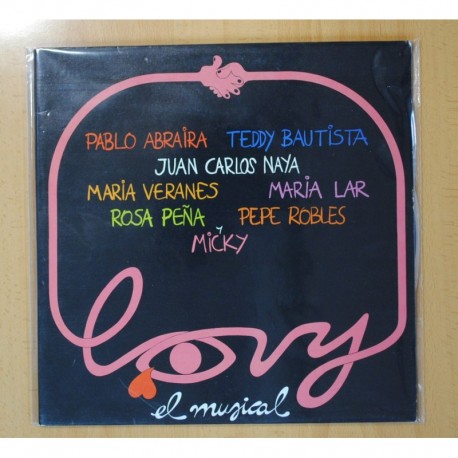 PABLO ABRAIRA TEDDY BAUTISTA
JUAN CARLOS NAYA
MARIA VERANES MARIA LAR
ROSA PEÑA PEPE ROBLES
y
MICKY
lovy
el musical